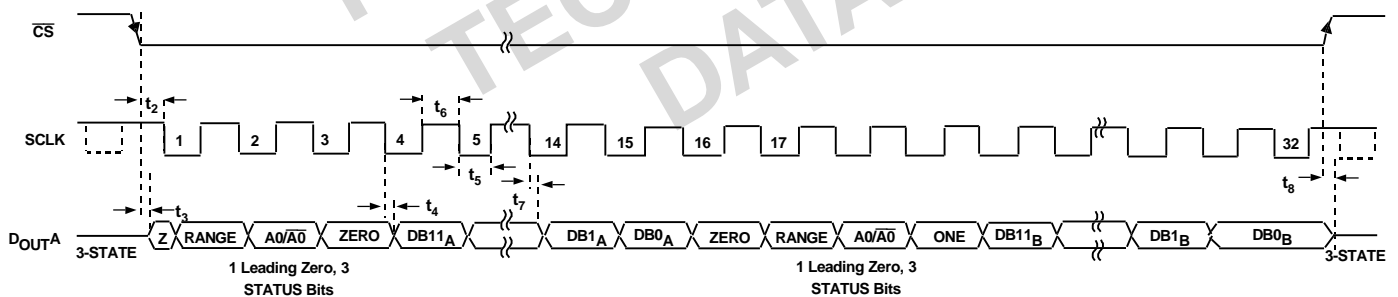 TEC
DATA
CS
t2 t6
SCLK 1 2 3 4 5 14 15 16 17 32
t5
t3 t4 t7 t8
DOUTA Z RANGE A0/A0 ZERO DB11A DB1A DB0A ZERO RANGE A0/A0 ONE DB11B DB1B DB0B
3-STATE 3-STATE
1 Leading Zero, 3 1 Leading Zero, 3
STATUS Bits STATUS Bits